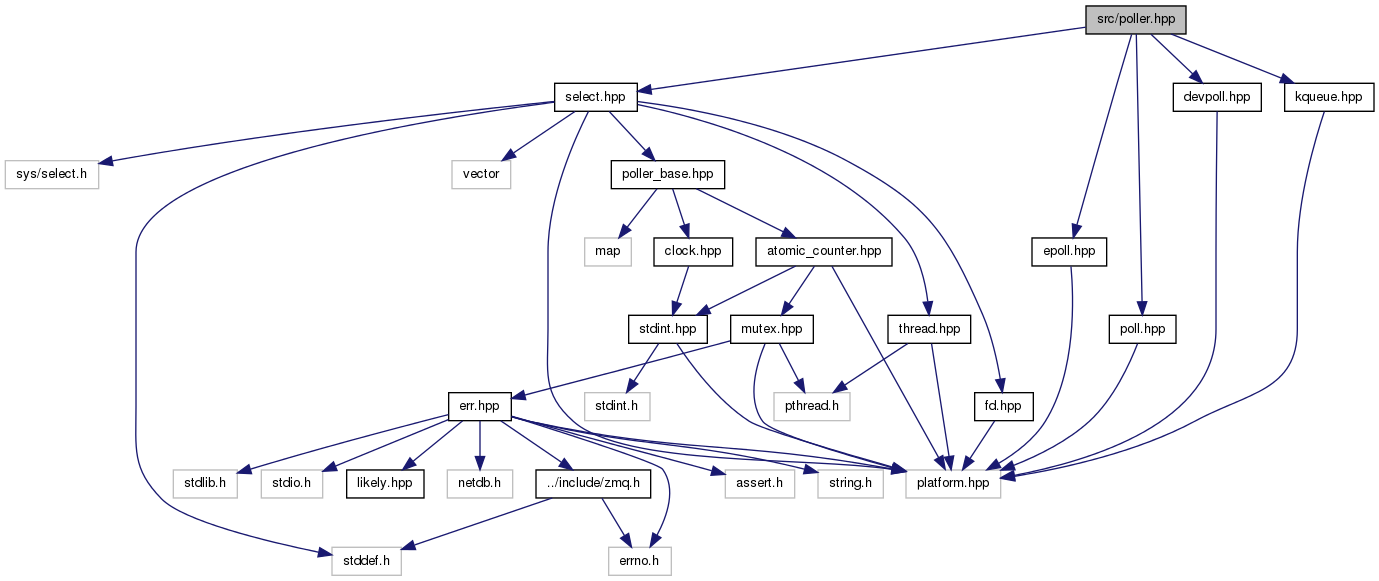 src/poller.hpp
select.hpp
devpoll.hpp
kqueue.hpp
sys/select.h
vector
poller_base.hpp
map
clock.hpp
atomic_counter.hpp
epoll.hpp
stdint.hpp
mutex.hpp
thread.hpp
poll.hpp
err.hpp
stdint.h
pthread.h
fd.hpp
stdlib.h
stdio.h
likely.hpp
netdb.h
../include/zmq.h
assert.h
string.h
platform.hpp
stddef.h
errno.h